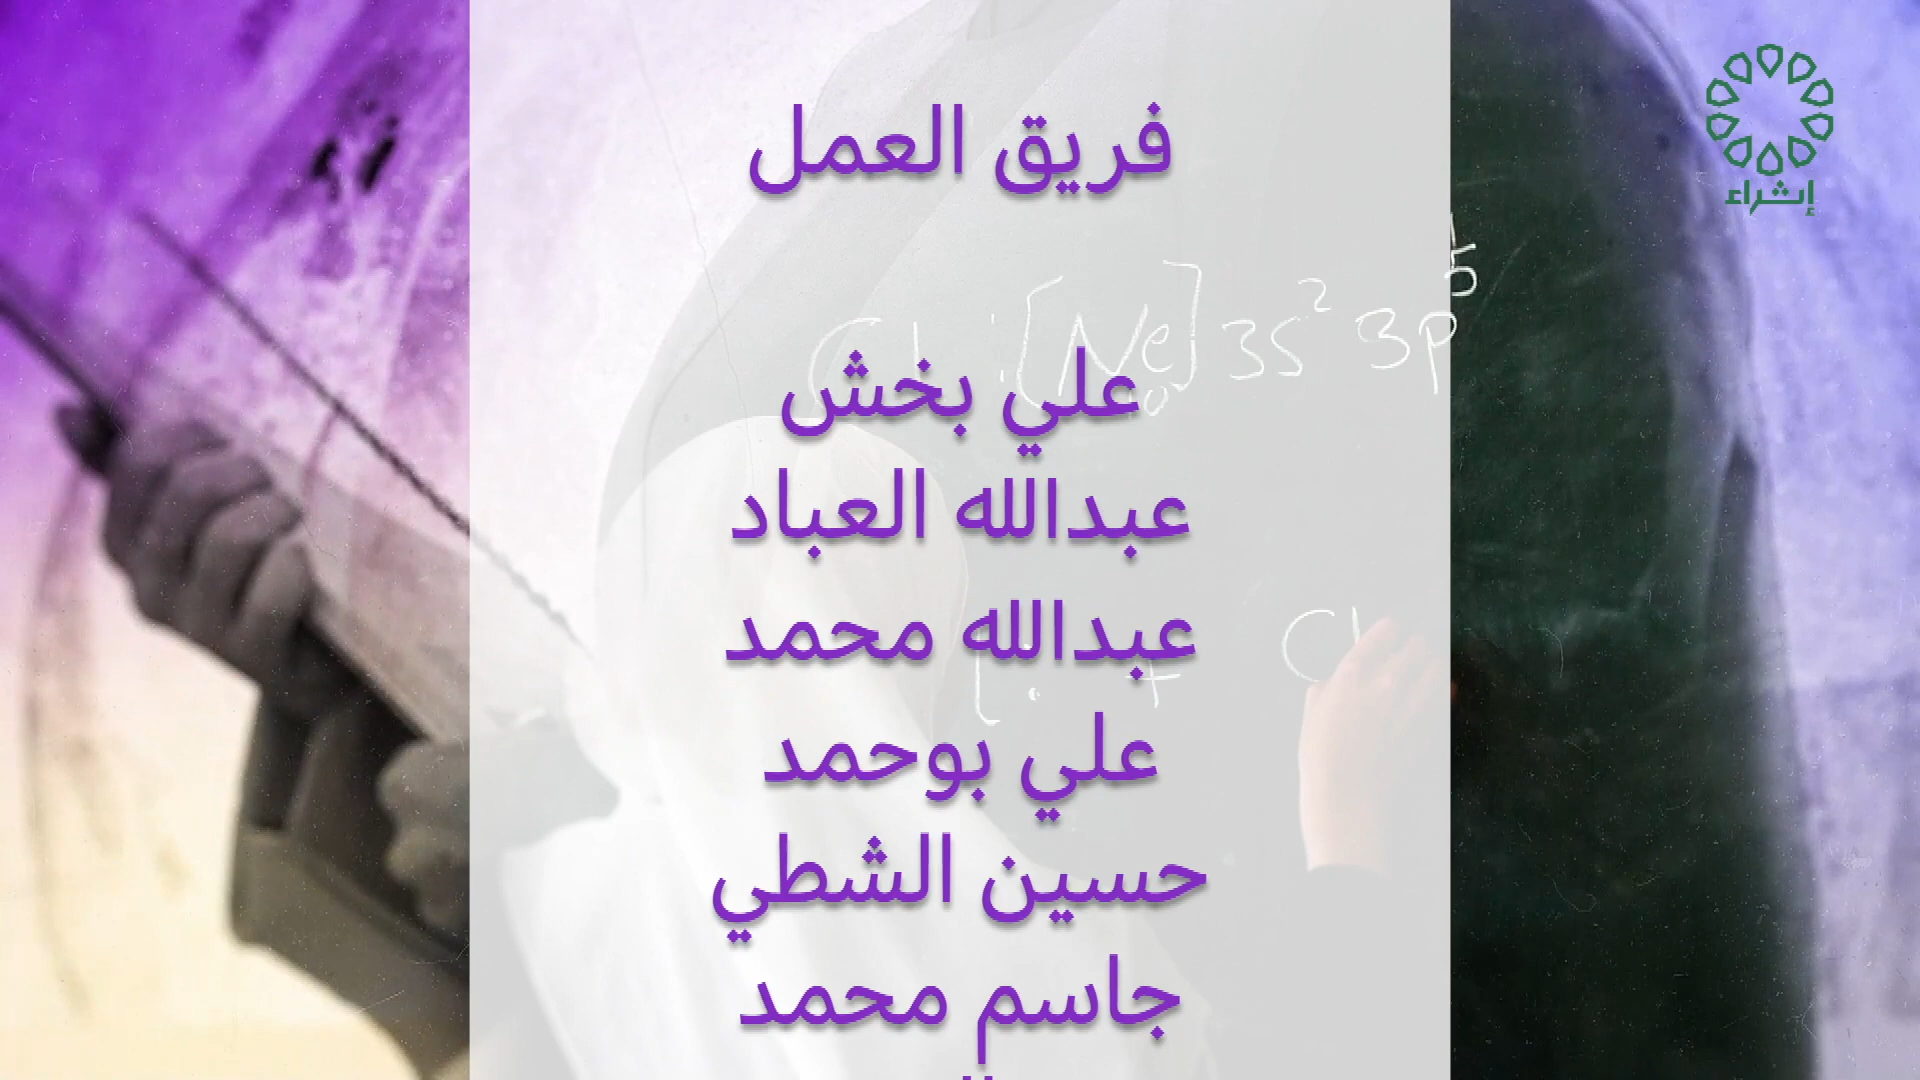 إثراء
فريق العمل
Cl : [Ne] 3s² 3p⁵
علي بخش
عبدالله العباد
عبدالله محمد
Cl
علي بوحمد
حسين الشطي
جاسم محمد